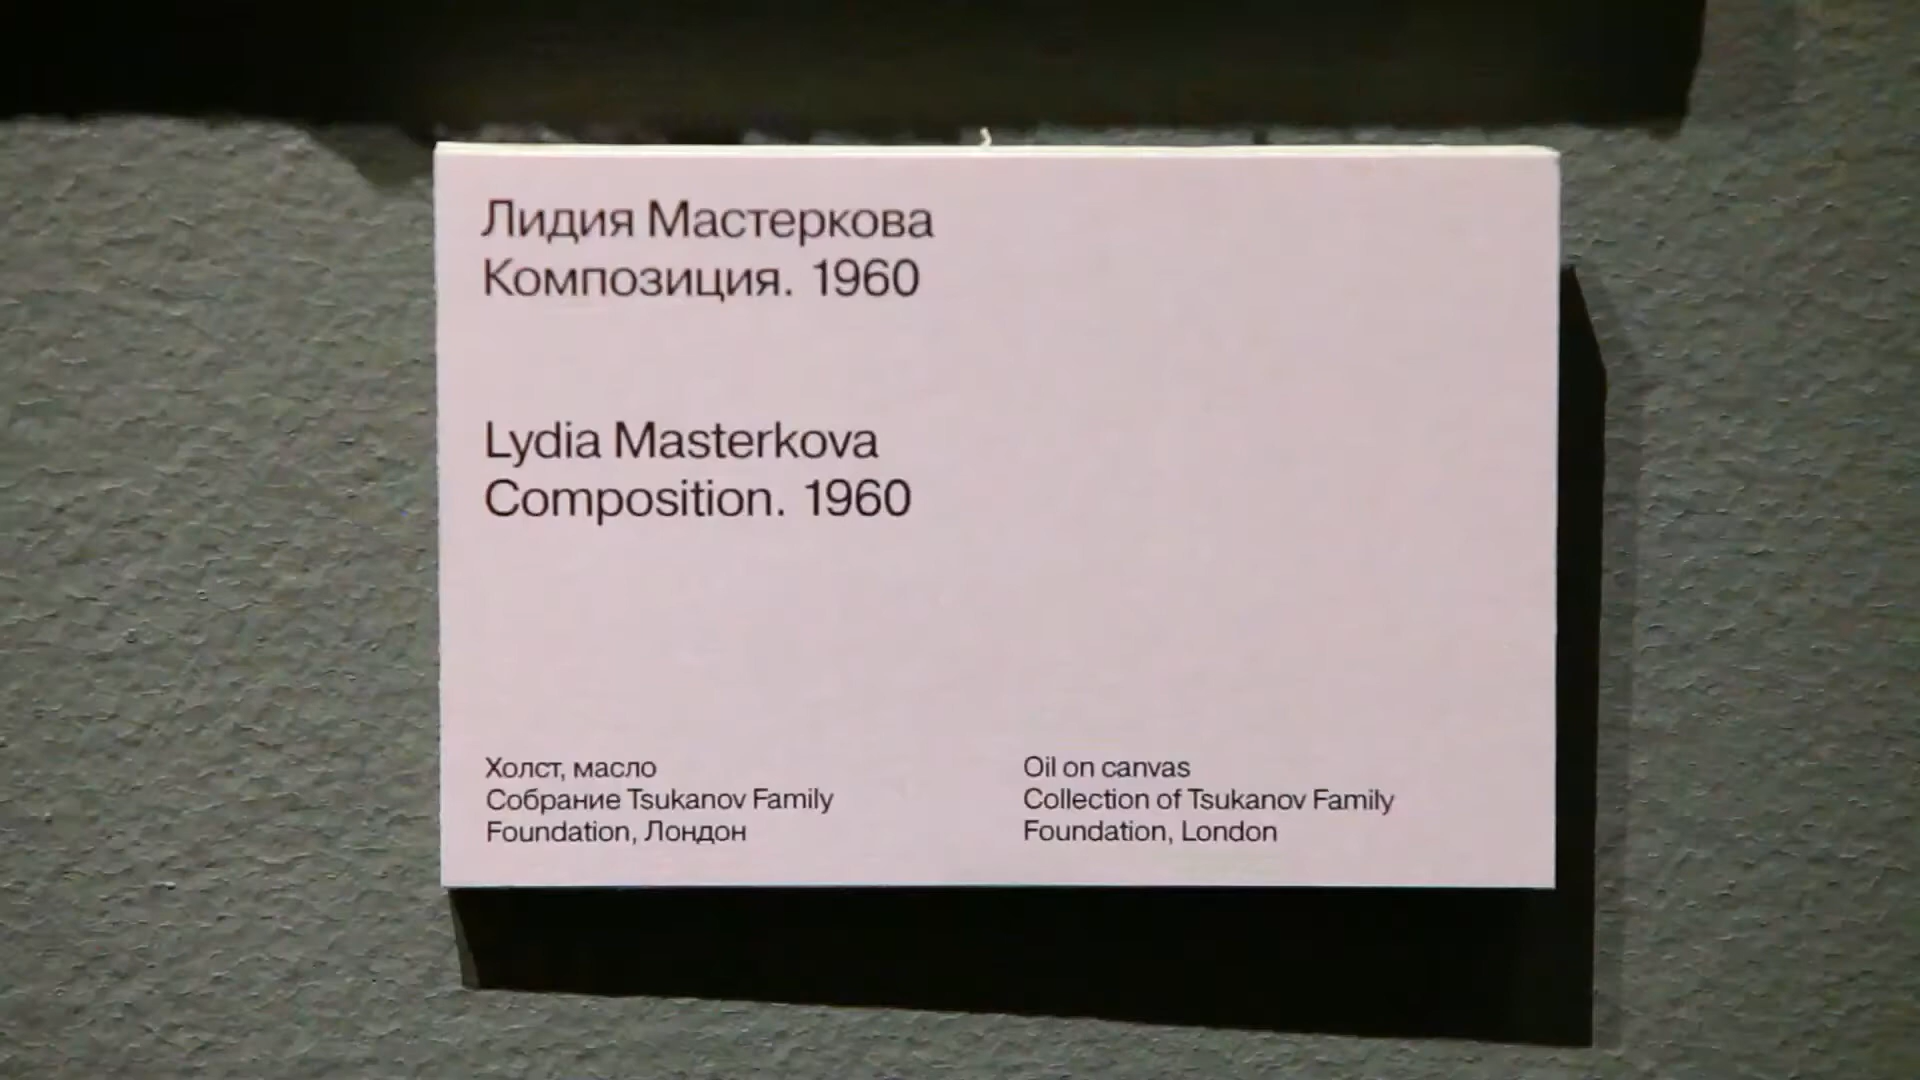 Лидия Мастеркова
Композиция. 1960
Lydia Masterkova
Composition. 1960
Холст, масло
Собрание Tsukanov Family
Foundation, Лондон
Oil on canvas
Collection of Tsukanov Family
Foundation, London